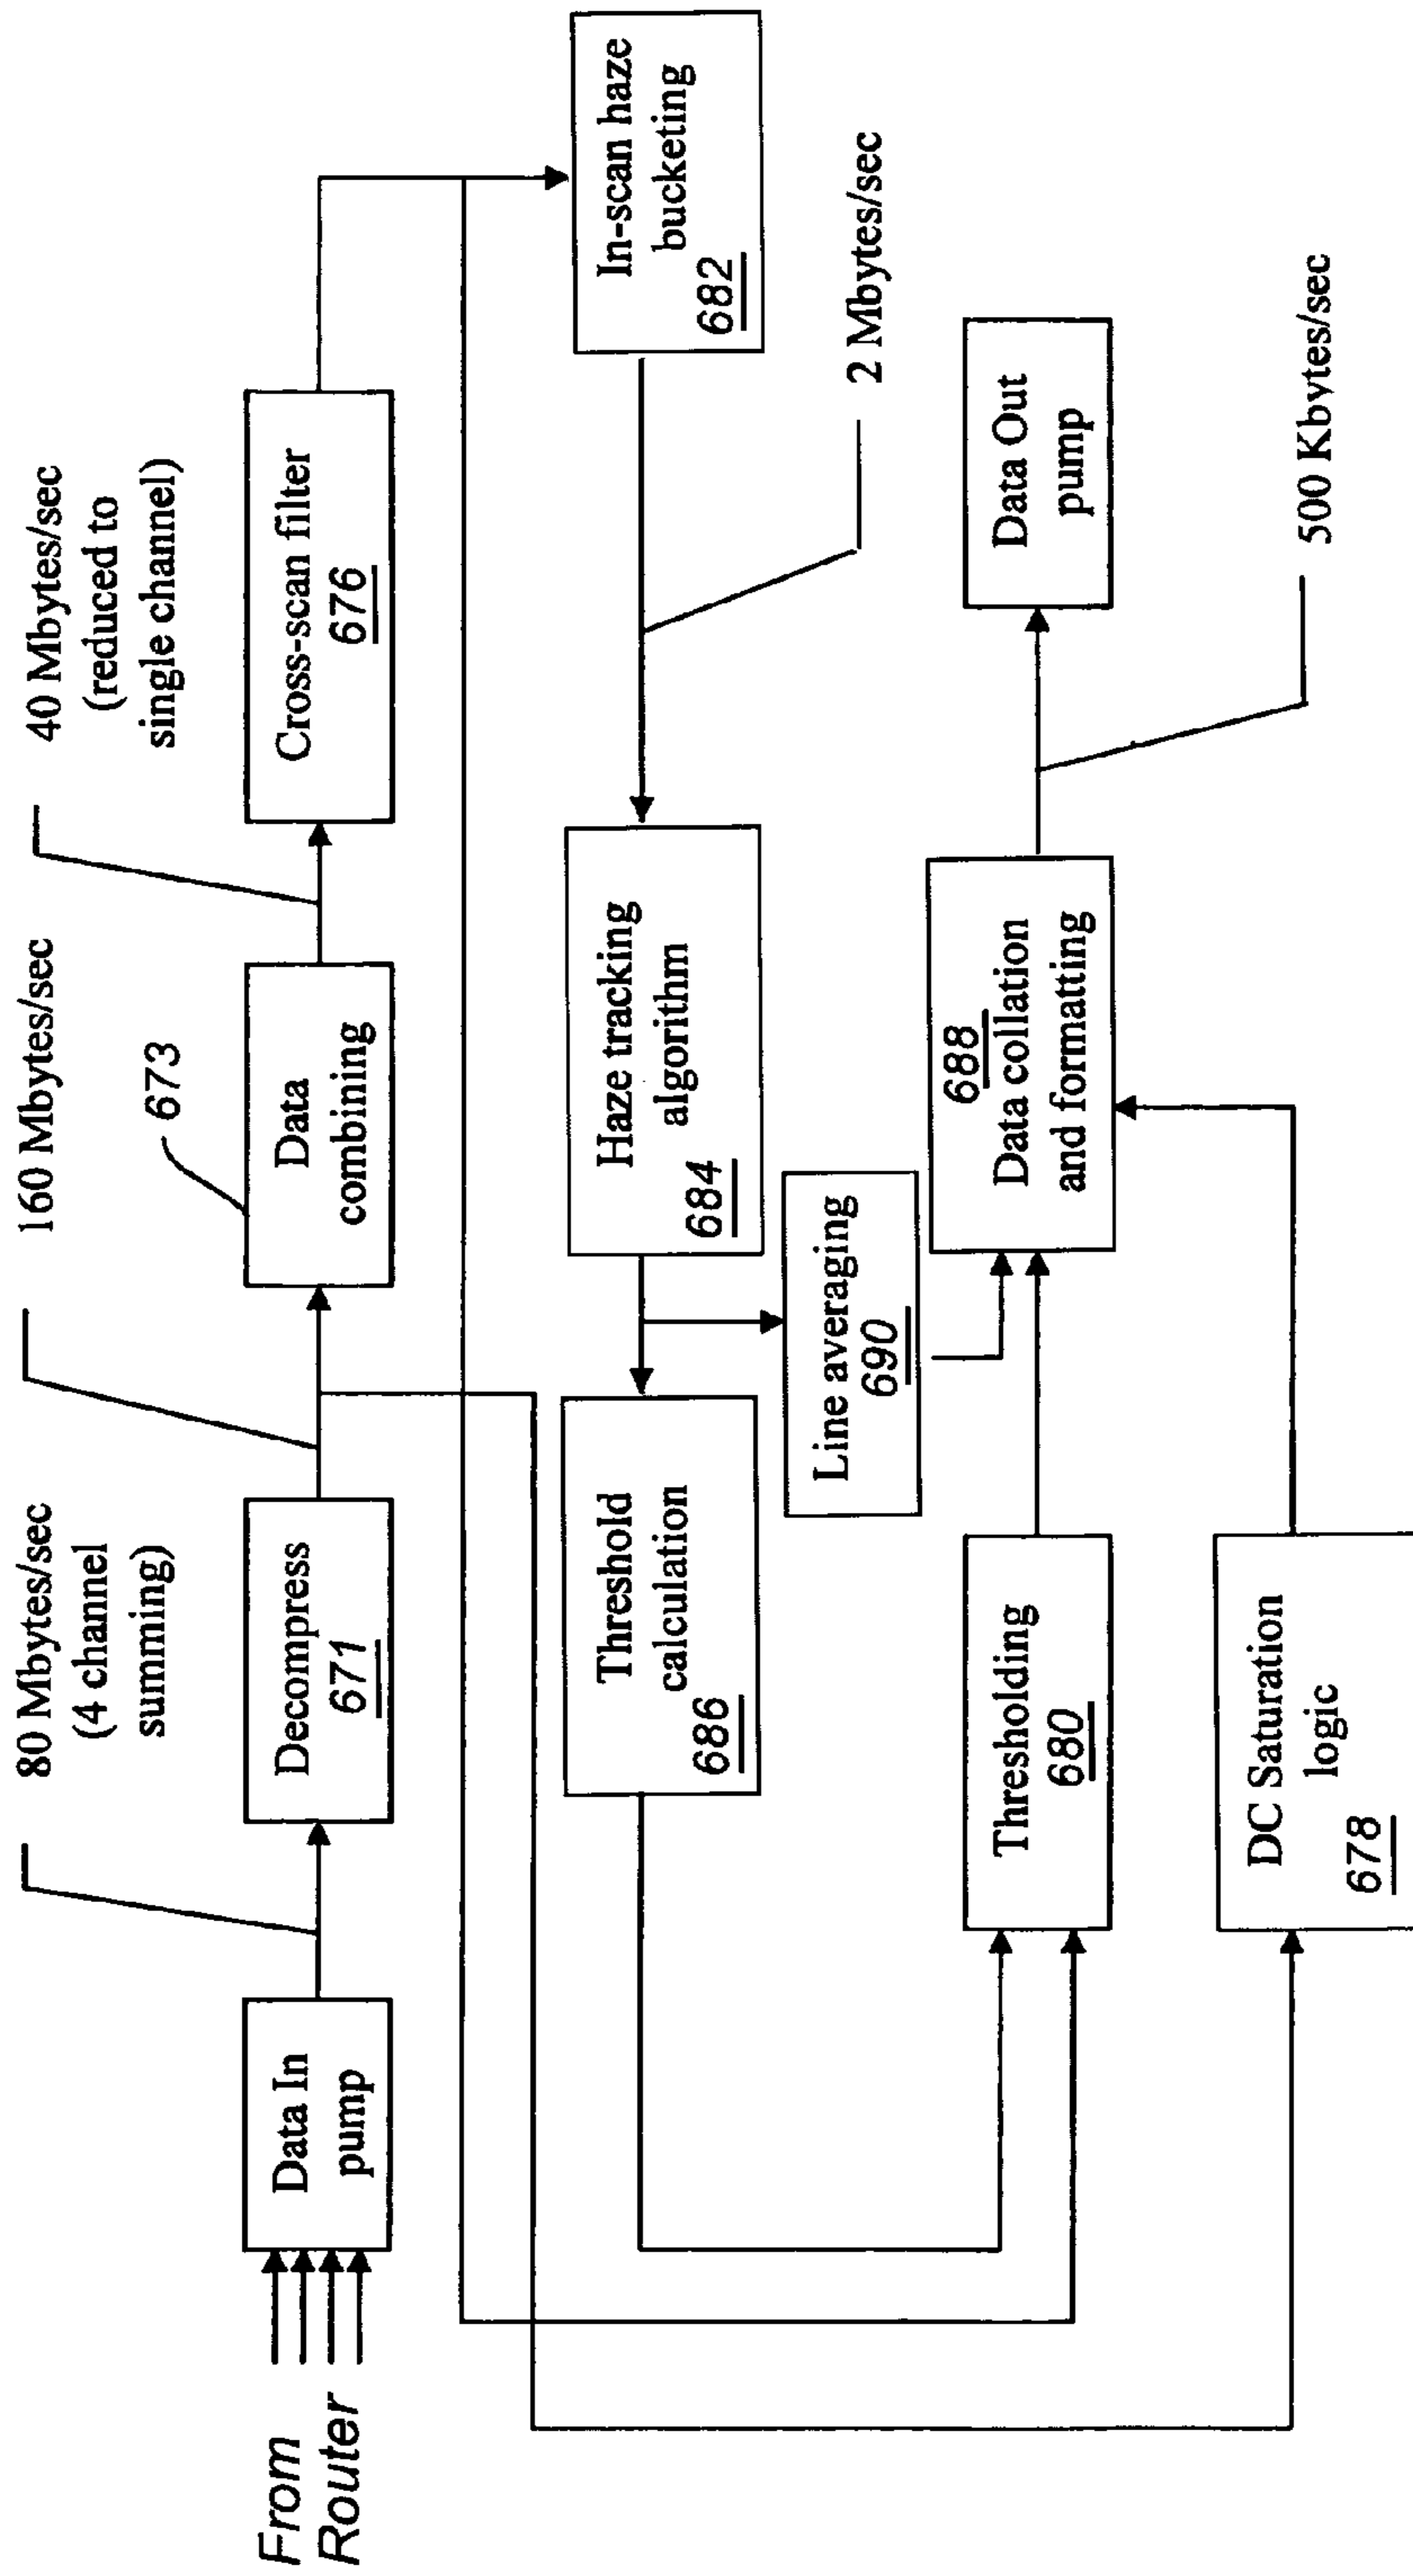 80 Mbytes/sec
(4 channel
summing)
160 Mbytes/sec
673
40 Mbytes/sec
(reduced to
single channel)
From
Router
Data In
pump
Decompress
671
Data
combining
Cross-scan filter
676
Threshold
calculation
686
Haze tracking
algorithm
684
In-scan haze
bucketing
682
Line averaging
690
2 Mbytes/sec
Thresholding
680
688
Data collation
and formatting
Data Out
pump
DC Saturation
logic
678
500 Kbytes/sec